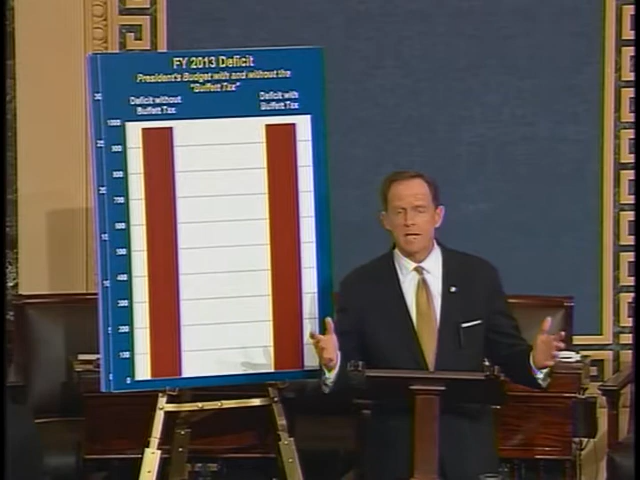 FY 2013 Deficit
President's Budget with and without the
"Buffett Tax"
Deficit without
Buffett Tax
Deficit with
Buffett Tax
1000
900
800
700
600
500
400
300
200
100
0